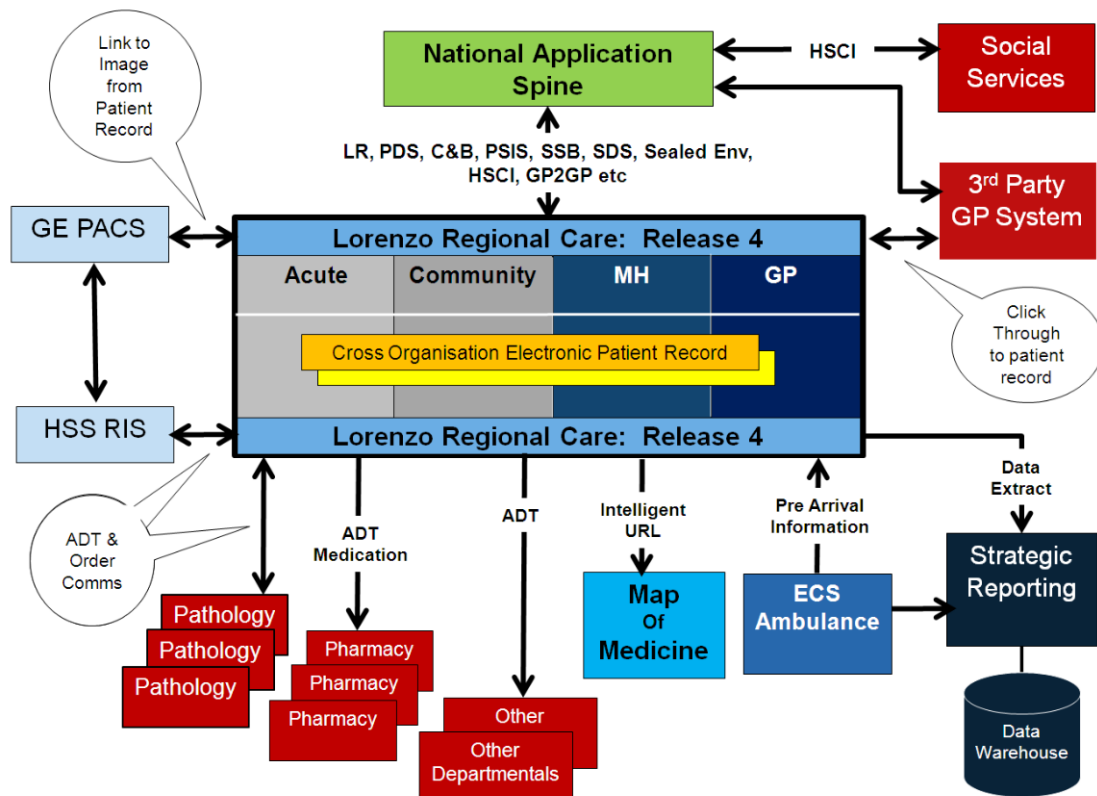 Link to
Image
from
Patient
Record
National Application
Spine
HSCI
Social
Services
LR, PDS, C&B, PSIS, SSB, SDS, Sealed Env,
HSCI, GP2GP etc
3rd Party
GP System
GE PACS
Lorenzo Regional Care: Release 4
Acute
Community
MH
GP
Click
Through
to patient
record
Cross Organisation Electronic Patient Record
HSS RIS
Lorenzo Regional Care: Release 4
ADT &
Order
Comms
ADT
Medication
ADT
Intelligent
URL
Pre Arrival
Information
Data
Extract
Pathology
Pathology
Pathology
Pharmacy
Pharmacy
Pharmacy
Other
Other
Departmentals
Map
Of
Medicine
ECS
Ambulance
Strategic
Reporting
Data
Warehouse